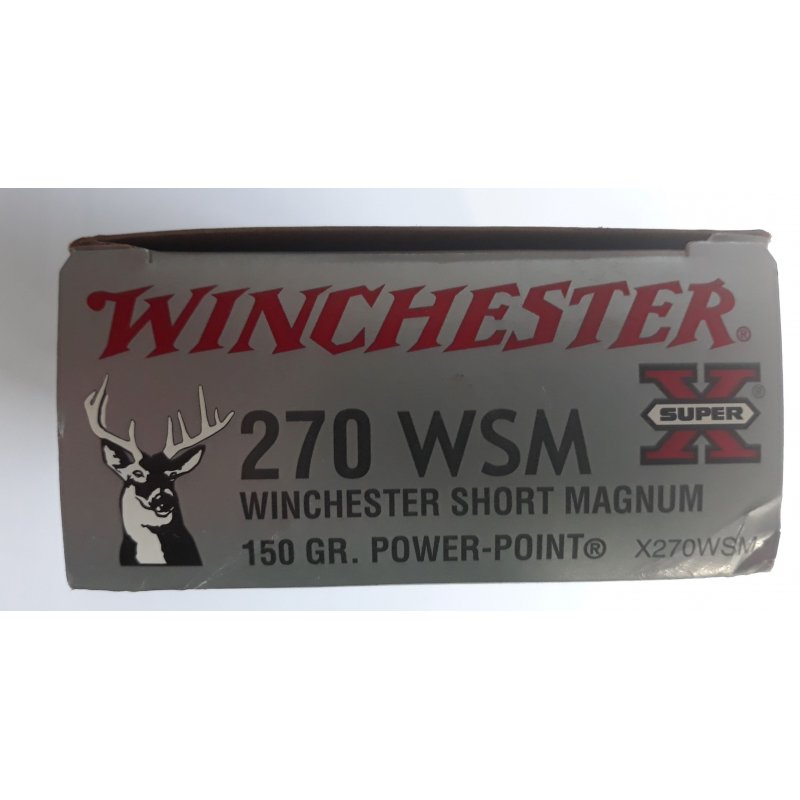 WINCHESTER®
X SUPER ®
270 WSM
WINCHESTER SHORT MAGNUM
150 GR. POWER-POINT® X270WSM